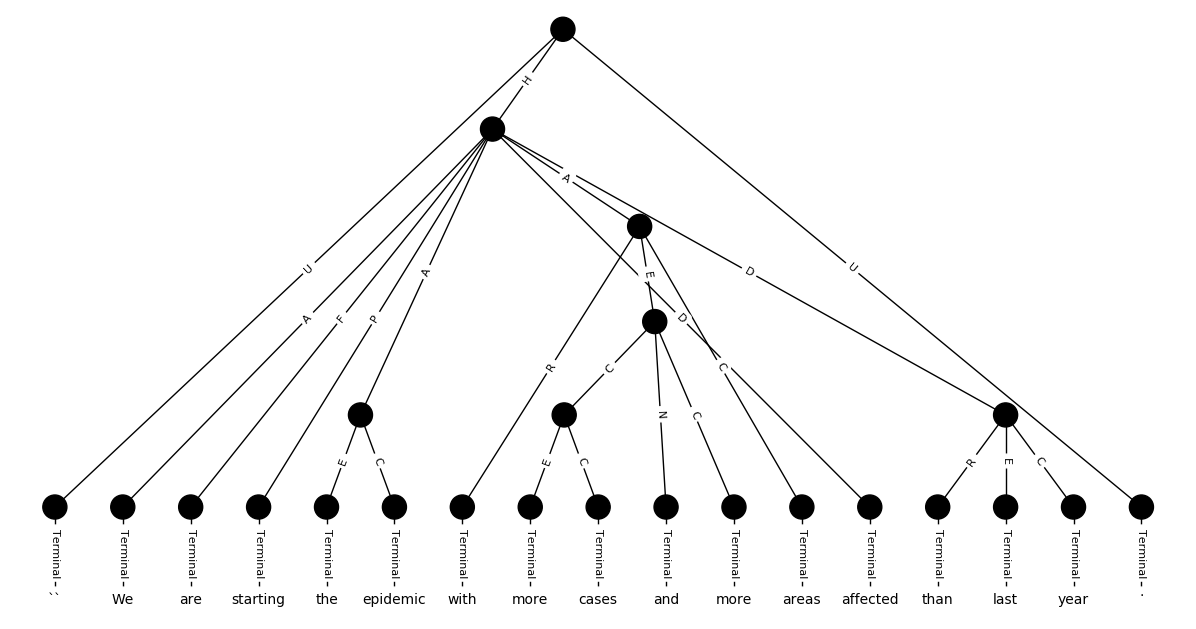 H
A
U
A
E
D
U
A
F
P
D
R
C
C
N
C
E
C
E
C
R
E
C
Terminal Terminal Terminal Terminal Terminal Terminal Terminal Terminal Terminal Terminal Terminal Terminal Terminal Terminal Terminal Terminal Terminal
`` We are starting the epidemic with more cases and more areas affected than last year .